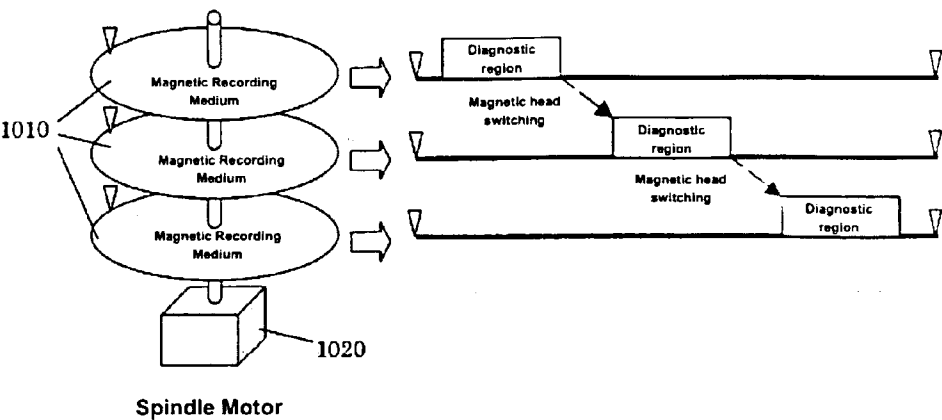 Magnetic Recording
Medium
Diagnostic
region
Magnetic head
switching
1010
Magnetic Recording
Medium
Diagnostic
region
Magnetic head
switching
Magnetic Recording
Medium
Diagnostic
region
1020
Spindle Motor